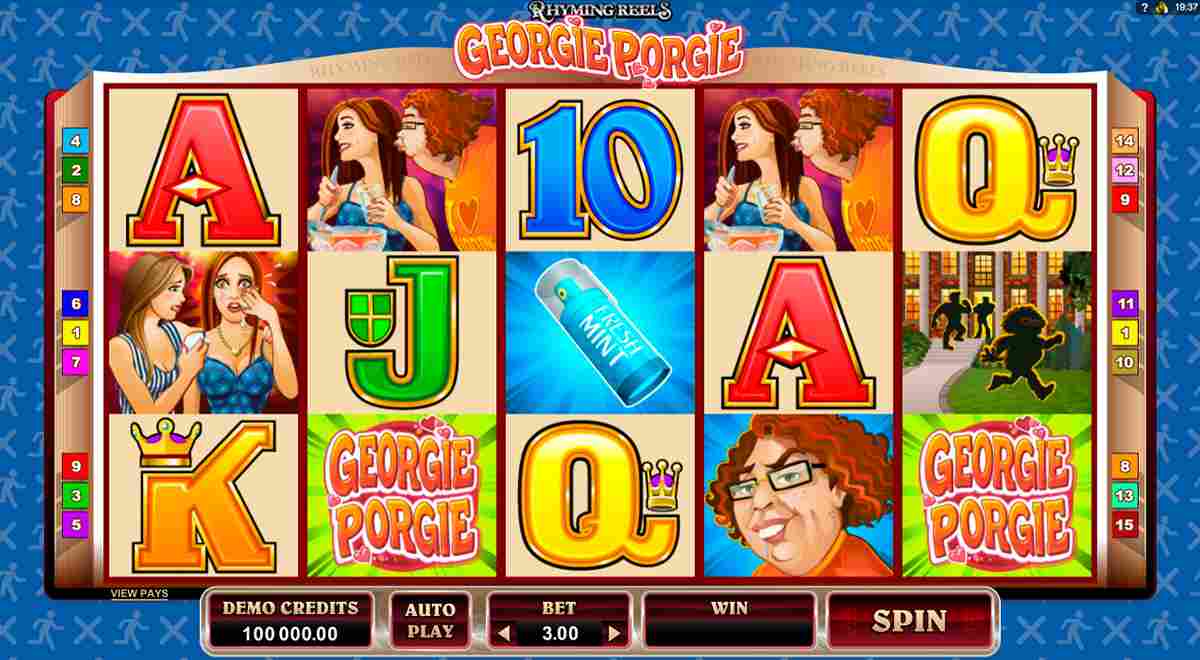 RHYMING REELS
GEORGIE PORGIE
? 19:37
RHYMING REELS
A
10
Q
4
2
8
14
12
9
J
FRESH
MINT
A
6
1
7
11
1
10
K
GEORGIE
PORGIE
Q
GEORGIE
PORGIE
9
3
5
8
13
15
VIEW PAYS
DEMO CREDITS
100 000.00
AUTO
PLAY
BET
3.00
WIN
SPIN